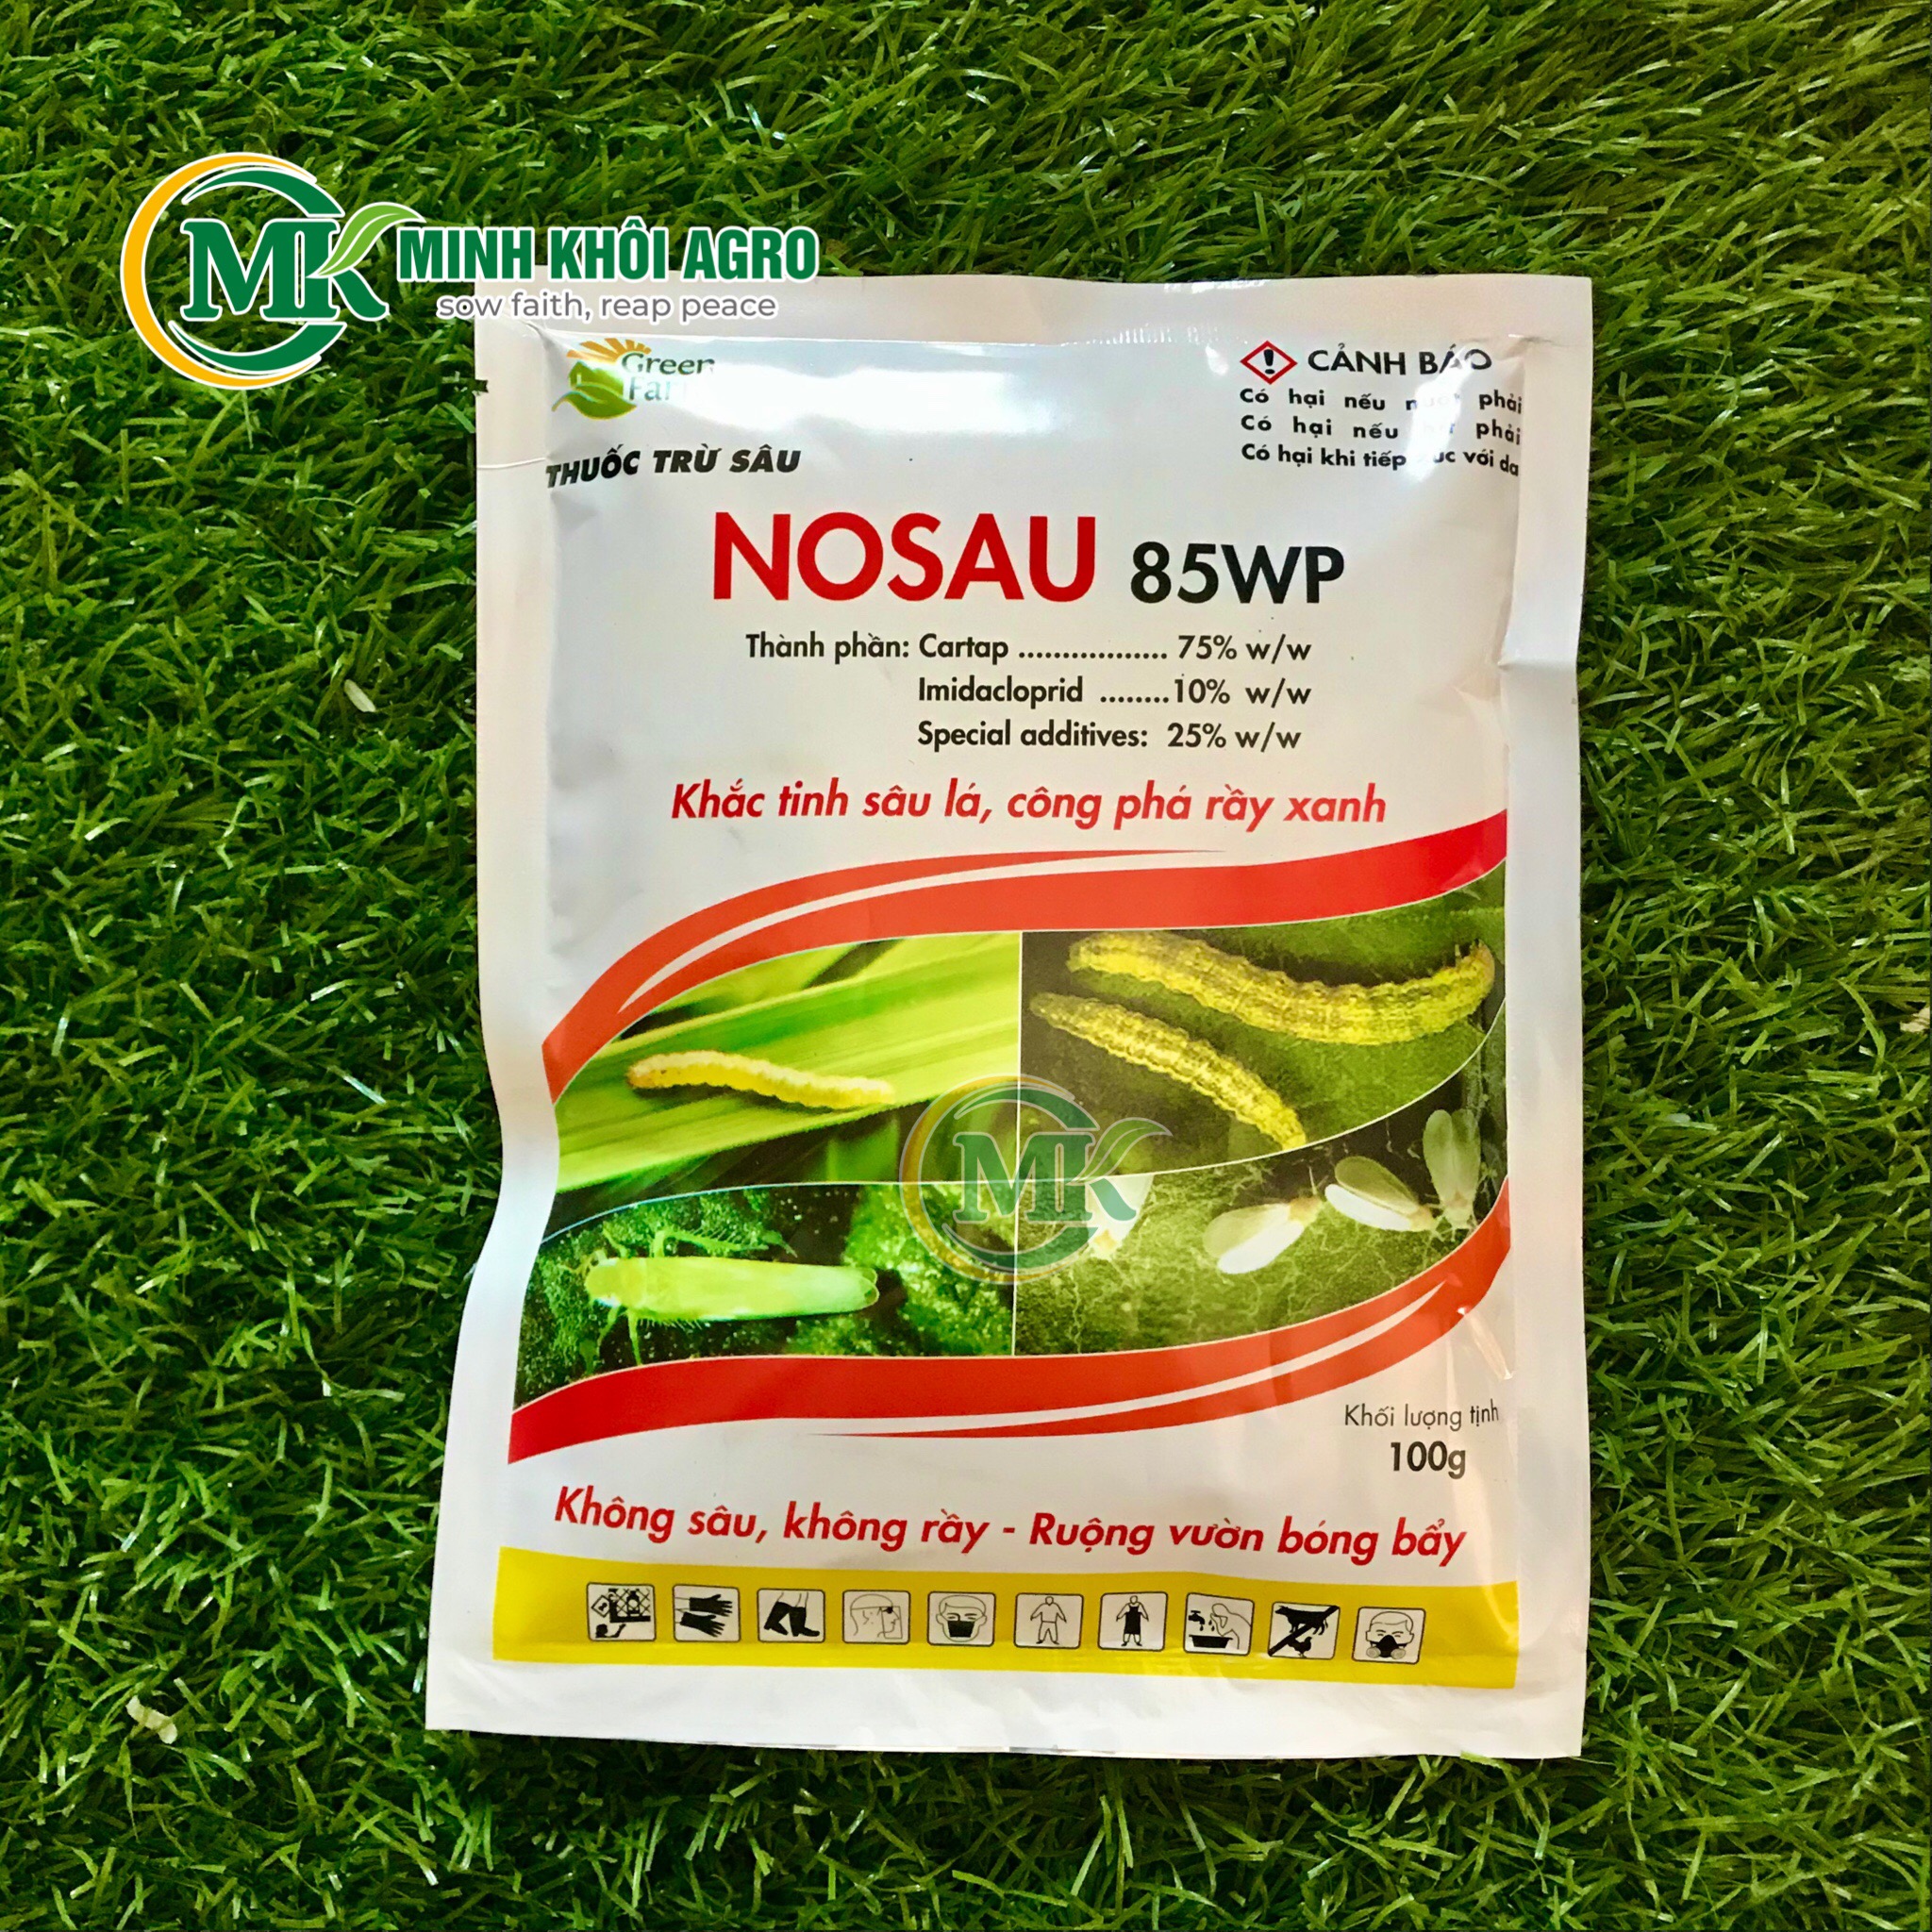 MK MINH KHÔI AGRO
sow faith, reap peace
Green
CẢNH BÁO
Có hại nếu phải
Có hại nếu phải
Có hại khi tiếp với da
THUỐC TRỪ SÂU
NOSAU 85WP
Thành phần: Cartap ................. 75% w/w
Imidacloprid ........10% w/w
Special additives: 25% w/w
Khắc tinh sâu lá, công phá rầy xanh
MK
Khối lượng tịnh
100g
Không sâu, không rầy - Ruộng vườn bóng bẩy